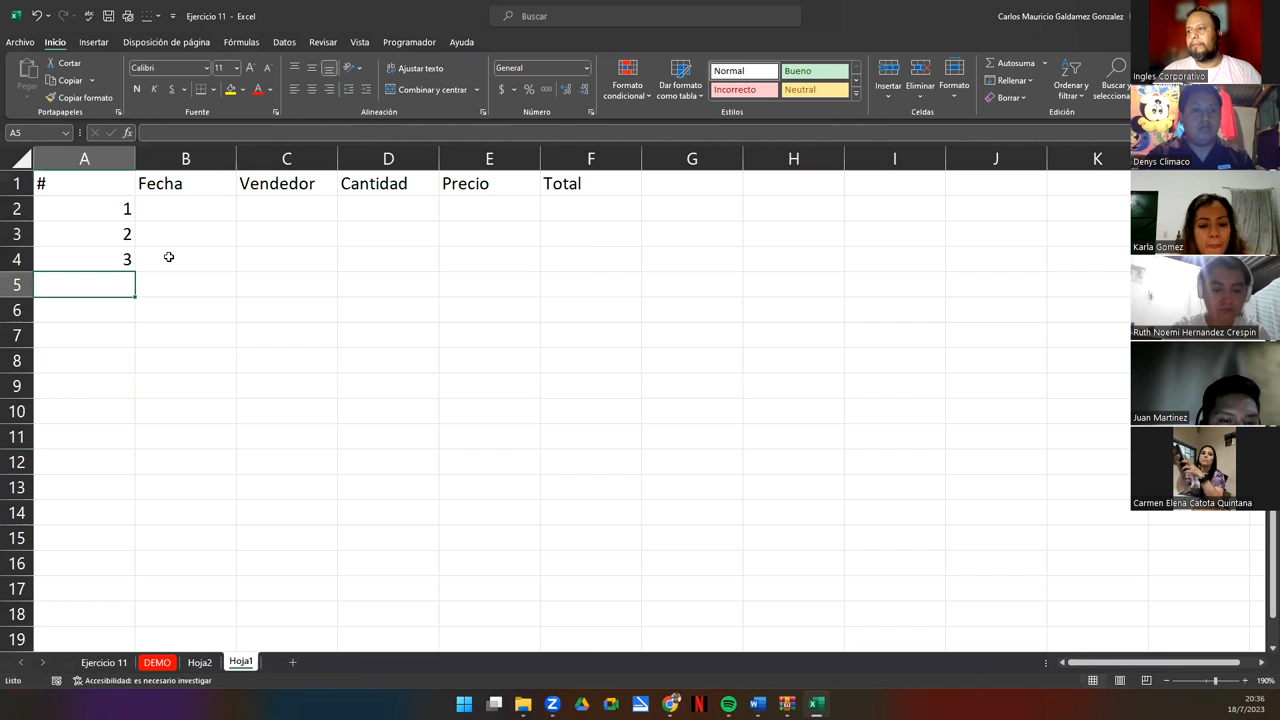 Ejercicio 11 - Excel
Buscar
Carlos Mauricio Galdamez Gonzalez
Archivo Inicio Insertar Disposición de página Fórmulas Datos Revisar Vista Programador Ayuda
Pegar
Cortar
Copiar
Copiar formato
Portapapeles
Calibri 11
N K S
Fuente
Ajustar texto
Combinar y centrar
Alineación
General
$ % 000
Número
Formato condicional
Dar formato como tabla
Normal Bueno
Incorrecto Neutral
Estilos
Insertar Eliminar Formato
Celdas
Autosuma
Rellenar
Borrar
Ordenar y filtrar
Buscar y
Edición
A5
fx
A B C D E F G H I J K
1 # Fecha Vendedor Cantidad Precio Total
2 1
3 2
4 3
5
6
7
8
9
10
11
12
13
14
15
16
17
18
19
Ejercicio 11 DEMO Hoja2 Hoja1
Listo
Accesibilidad: es necesario investigar
190%
20:36
18/7/2023
Ingles Corporativo
Denys Climaco
Karla Gomez
Ruth Noemi Hernandez Crespin
Juan Martinez
Carmen Elena Catota Quintana